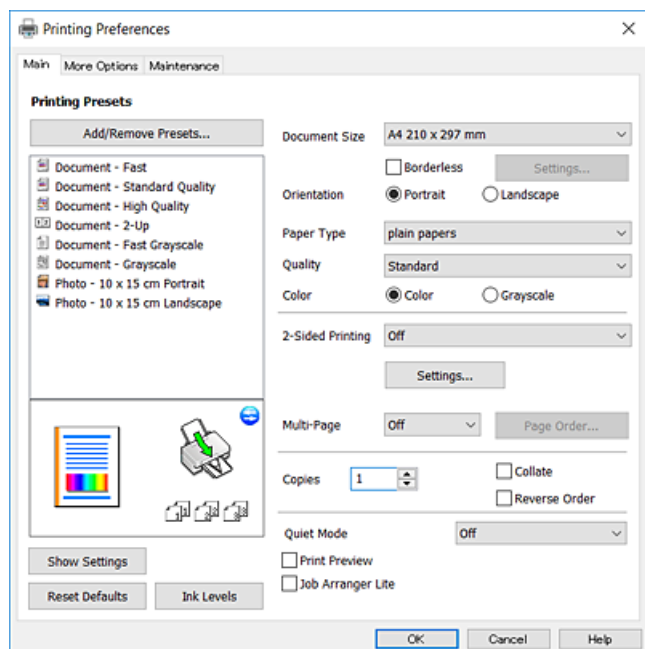 Printing Preferences
Main More Options Maintenance
Printing Presets
Add/Remove Presets...
Document - Fast
Document - Standard Quality
Document - High Quality
Document - 2-Up
Document - Fast Grayscale
Document - Grayscale
Photo - 10 x 15 cm Portrait
Photo - 10 x 15 cm Landscape
Show Settings
Reset Defaults Ink Levels
Document Size A4 210 x 297 mm
Borderless Settings...
Orientation Portrait Landscape
Paper Type plain papers
Quality Standard
Color Color Grayscale
2-Sided Printing Off
Settings...
Multi-Page Off Page Order...
Copies 1 Collate
Reverse Order
Quiet Mode Off
Print Preview
Job Arranger Lite
OK Cancel Help